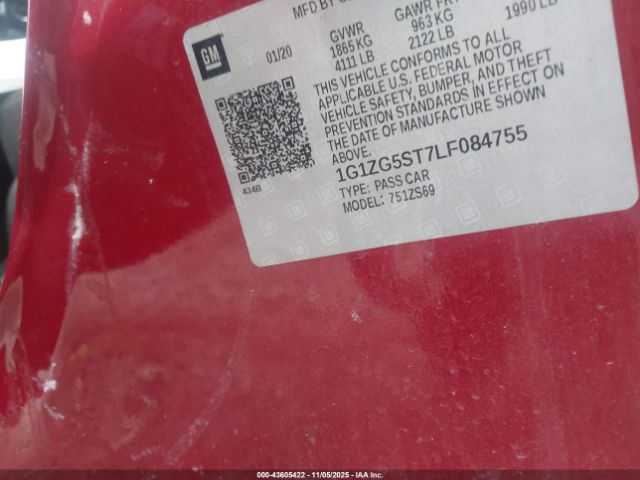 MFD BY
GM
01/20
GVWR
1865 KG
4111 LB
GAWR FRT
963 KG
2122 LB
1990 LB
THIS VEHICLE CONFORMS TO ALL
APPLICABLE U.S. FEDERAL MOTOR
VEHICLE SAFETY, BUMPER, AND THEFT
PREVENTION STANDARDS IN EFFECT ON
THE DATE OF MANUFACTURE SHOWN
ABOVE.
434B
1G1ZG5ST7LF084755
TYPE: PASS CAR
MODEL: 751ZS69
000-43605422 - 11/05/2025 - IAA Inc.